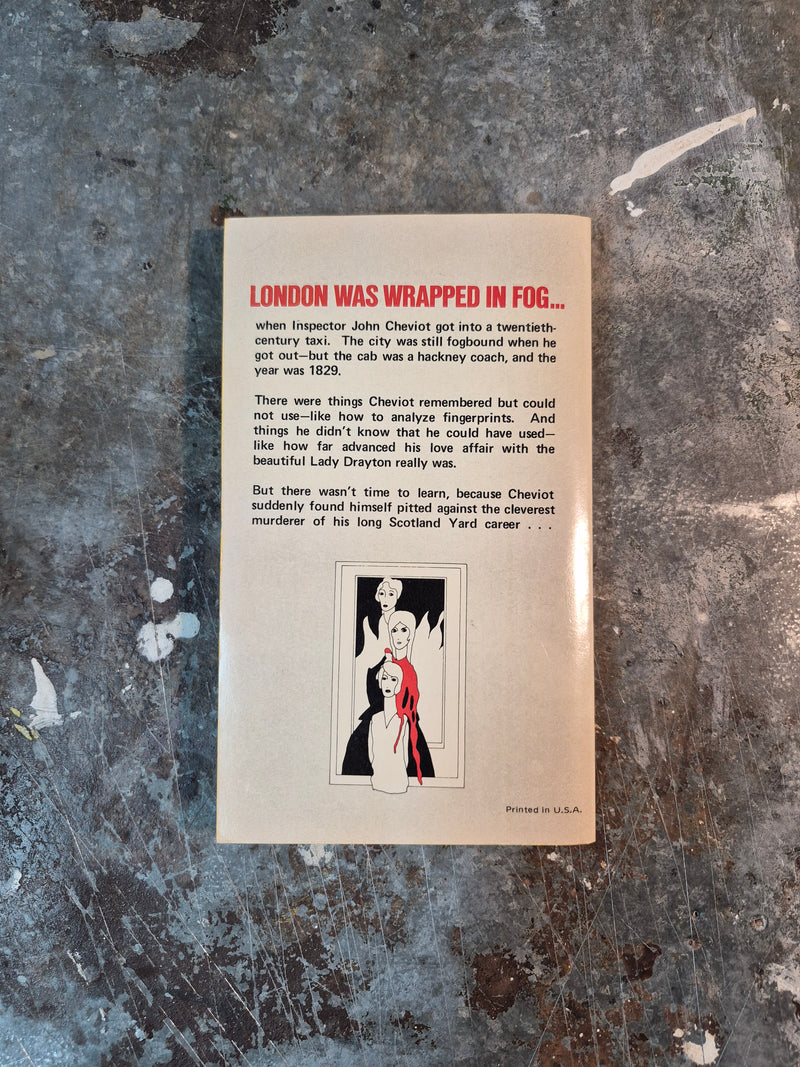 LONDON WAS WRAPPED IN FOG...
when Inspector John Cheviot got into a twentieth-
century taxi. The city was still fogbound when he
got out—but the cab was a hackney coach, and the
year was 1829.
There were things Cheviot remembered but could
not use—like how to analyze fingerprints. And
things he didn't know that he could have used—
like how far advanced his love affair with the
beautiful Lady Drayton really was.
But there wasn't time to learn, because Cheviot
suddenly found himself pitted against the cleverest
murderer of his long Scotland Yard career . . .
Printed in U.S.A.